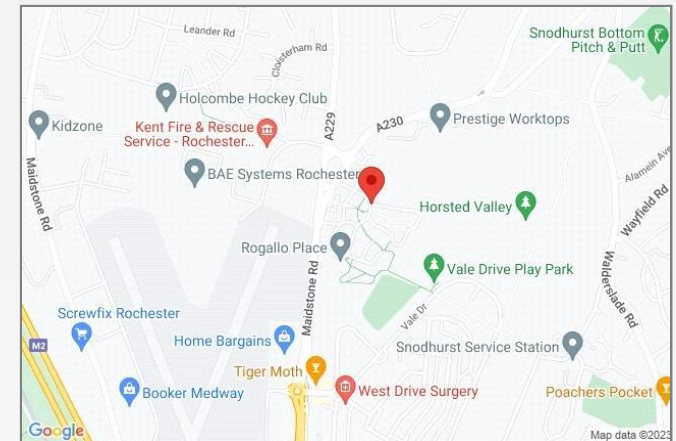 Leander Rd
Snodhurst Bottom
Pitch & Putt
Cloisterham Rd
Holcombe Hockey Club
Kidzone
Kent Fire & Rescue
Service - Rochester...
A229
A230
Prestige Worktops
BAE Systems Rochester
Alamein Ave
Maidstone Rd
Horsted Valley
Wayfield Rd
Rogallo Place
Vale Drive Play Park
Walderslade Rd
Maidstone Rd
Vale Dr
Screwfix Rochester
Home Bargains
Snodhurst Service Station
M2
Tiger Moth
Booker Medway
West Drive Surgery
Poachers Pocket
Google
Map data ©2023